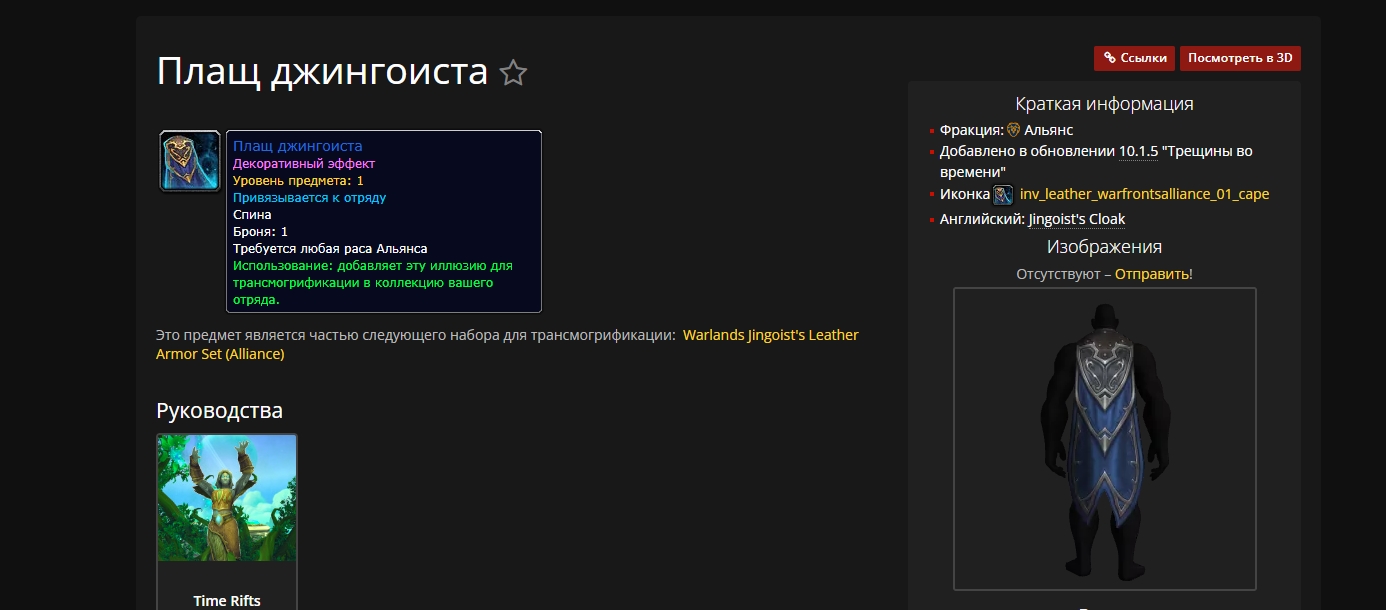 Плащ джингоиста
Плащ джингоиста
Декоративный эффект
Уровень предмета: 1
Привязывается к отряду
Спина
Броня: 1
Требуется любая раса Альянса
Использование: добавляет эту иллюзию для
трансмогрификации в коллекцию вашего
отряда.
Это предмет является частью следующего набора для трансмогрификации: Warlands Jingoist's Leather
Armor Set (Alliance)
Руководства
Time Rifts
Ссылки
Посмотреть в 3D
Краткая информация
Фракция: Альянс
Добавлено в обновлении 10.1.5 "Трещины во
времени"
Иконка inv_leather_warfrontsalliance_01_cape
Английский: Jingoist's Cloak
Изображения
Отсутствуют – Отправить!